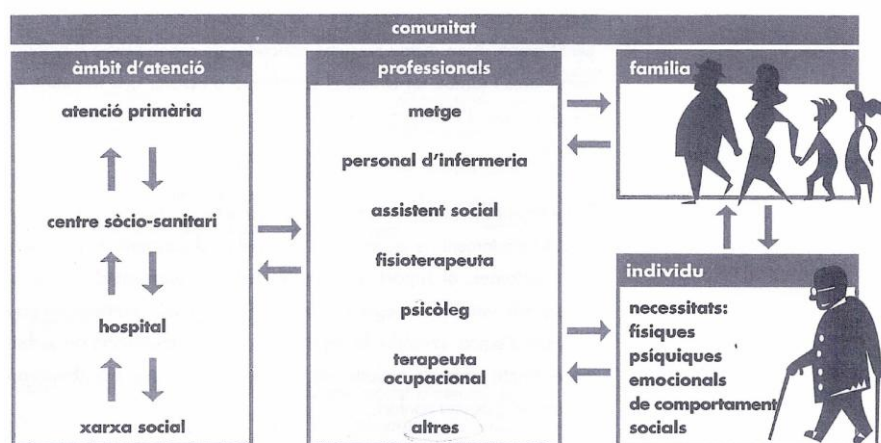 comunitat
àmbit d'atenció
atenció primària
centre sòcio-sanitari
hospital
xarxa social
professionals
metge
personal d'infermeria
assistent social
fisioterapeuta
psicòleg
terapeuta
ocupacional
altres
família
individu
necessitats:
físiques
psíquiques
emocionals
de comportament
socials